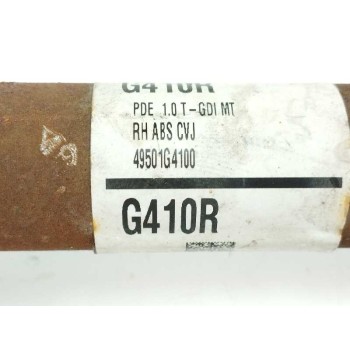 G410R
PDE 1.0 T-GDI MT
RH ABS CVJ
49501G4100
G410R